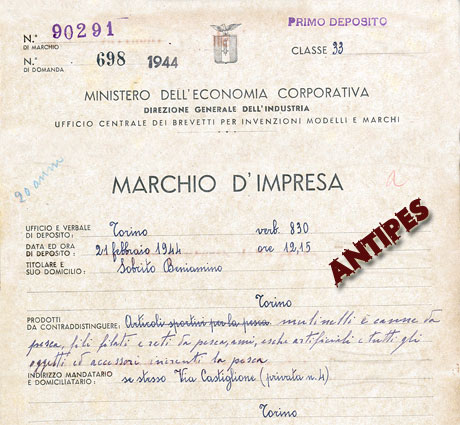 N.° 90291
DI MARCHIO
PRIMO DEPOSITO
CLASSE 33
N.° 698 1944
DI DOMANDA
MINISTERO DELL'ECONOMIA CORPORATIVA
DIREZIONE GENERALE DELL'INDUSTRIA
UFFICIO CENTRALE DEI BREVETTI PER INVENZIONI MODELLI E MARCHI
20 anni
MARCHIO D'IMPRESA
ANTIPES
UFFICIO E VERBALE DI DEPOSITO: Torino verb. 830
DATA ED ORA DI DEPOSITO: 21 febbraio 1944 ore 12,15
TITOLARE E SUO DOMICILIO: Sobrito Beniamino
Torino
PRODOTTI DA CONTRADDISTINGUERE: Articoli sportivi per la pesca mulinelli e canne da
pesca, fili filati e reti da pesca, ami, esche artificiali e tutti gli
oggetti ed accessori inerenti la pesca
INDIRIZZO MANDATARIO E DOMICILIATARIO: se stesso Via Castiglione (privata n. 4)
Torino